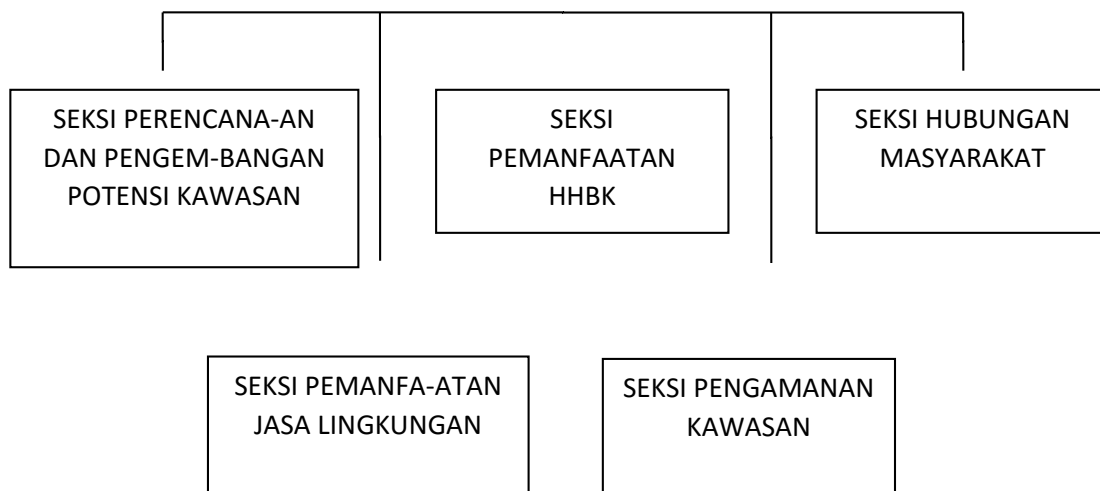 SEKSI PERENCANA-AN
DAN PENGEM-BANGAN
POTENSI KAWASAN
SEKSI
PEMANFAATAN
HHBK
SEKSI HUBUNGAN
MASYARAKAT
SEKSI PEMANFA-ATAN
JASA LINGKUNGAN
SEKSI PENGAMANAN
KAWASAN